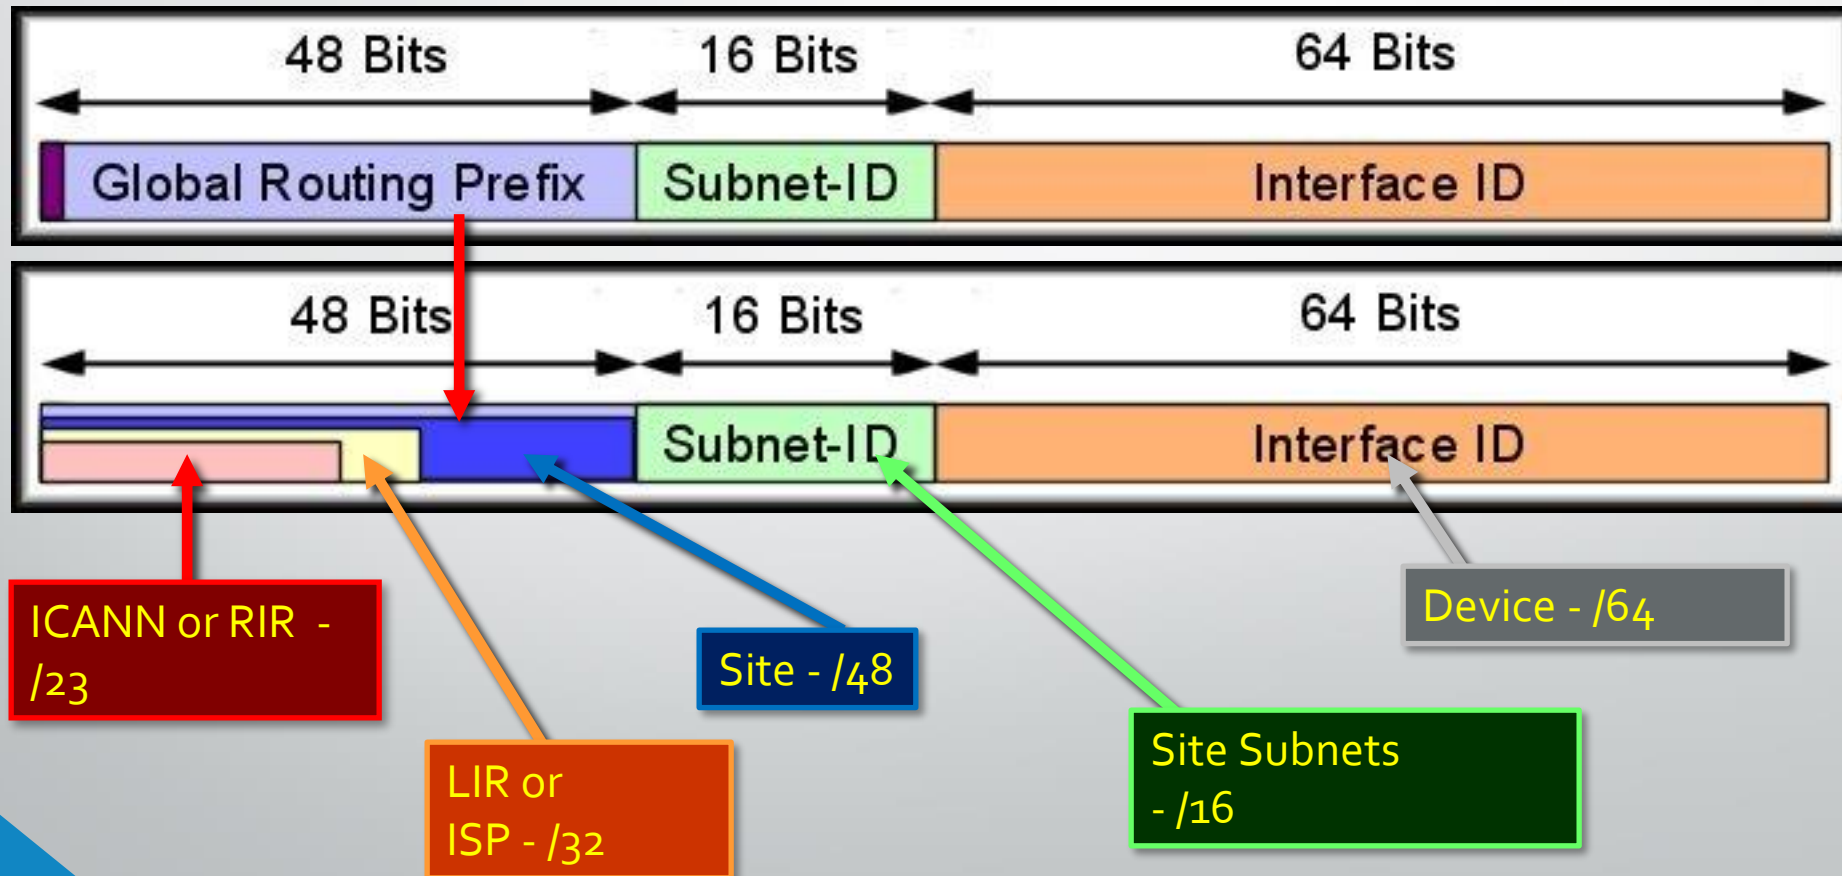 48 Bits 16 Bits 64 Bits
Global Routing Prefix Subnet-ID Interface ID
48 Bits 16 Bits 64 Bits
Subnet-ID Interface ID
ICANN or RIR -
/23
LIR or
ISP - /32
Site - /48
Site Subnets
- /16
Device - /64